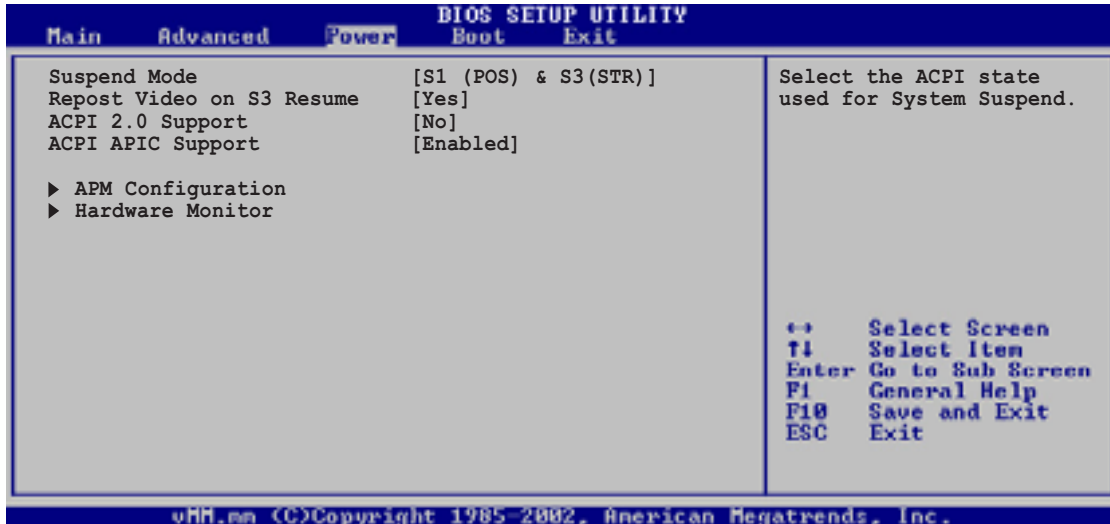 BIOS SETUP UTILITY
Main Advanced Power Boot Exit
Suspend Mode [S1 (POS) & S3(STR)]
Repost Video on S3 Resume [Yes]
ACPI 2.0 Support [No]
ACPI APIC Support [Enabled]
APM Configuration
Hardware Monitor
Select the ACPI state
used for System Suspend.
←→ Select Screen
↑↓ Select Item
Enter Go to Sub Screen
F1 General Help
F10 Save and Exit
ESC Exit
vMM.mm (C)Copyright 1985-2002, American Megatrends, Inc.